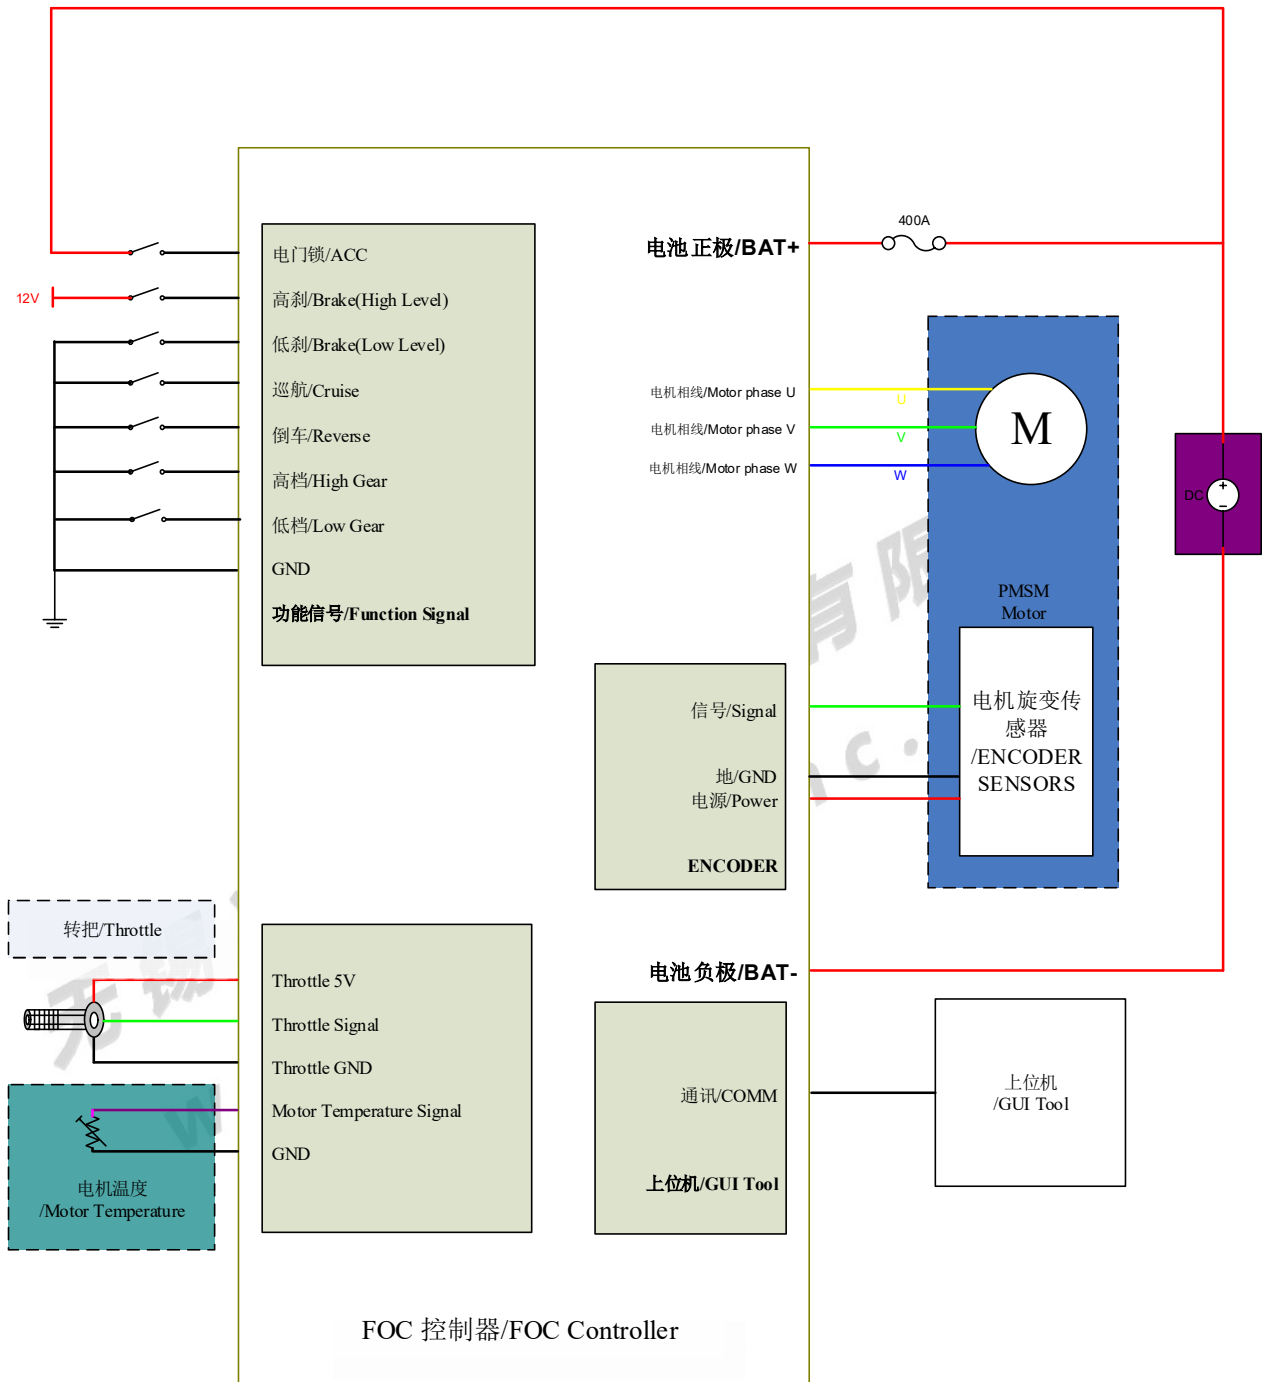 400A
电门锁/ACC
电池正极/BAT+
12V
高刹/Brake(High Level)
低刹/Brake(Low Level)
巡航/Cruise
倒车/Reverse
高档/High Gear
低档/Low Gear
GND
功能信号/Function Signal
电机相线/Motor phase U
U
电机相线/Motor phase V
V
电机相线/Motor phase W
W
M
DC
PMSM
Motor
信号/Signal
地/GND
电源/Power
ENCODER
电机旋变传
感器
/ENCODER
SENSORS
转把/Throttle
Throttle 5V
Throttle Signal
Throttle GND
Motor Temperature Signal
GND
电机温度
/Motor Temperature
电池负极/BAT-
通讯/COMM
上位机/GUI Tool
上位机
/GUI Tool
FOC 控制器/FOC Controller